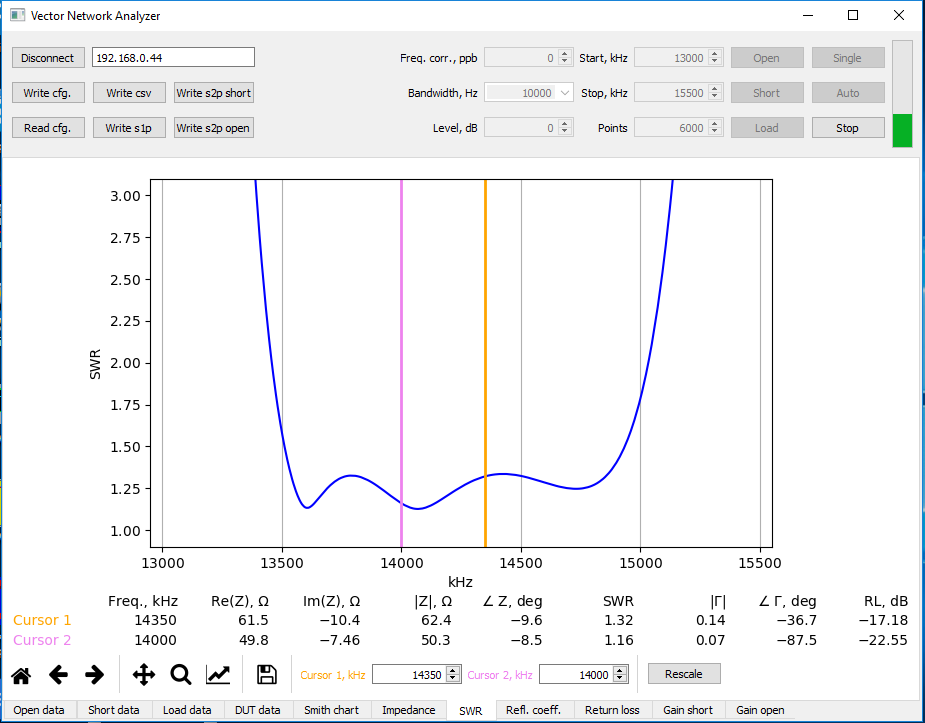 Vector Network Analyzer
Disconnect 192.168.0.44 Freq. corr., ppb 0 Start, kHz 13000 Open Single
Write cfg. Write csv Write s2p short Bandwidth, Hz 10000 Stop, kHz 15500 Short Auto
Read cfg. Write s1p Write s2p open Level, dB 0 Points 6000 Load Stop
3.00
2.75
2.50
2.25
2.00
1.75
1.50
1.25
1.00
SWR
13000 13500 14000 14500 15000 15500
kHz
Freq., kHz Re(Z), Ω Im(Z), Ω |Z|, Ω ∠ Z, deg SWR |Γ| ∠ Γ, deg RL, dB
Cursor 1 14350 61.5 −10.4 62.4 −9.6 1.32 0.14 −36.7 −17.18
Cursor 2 14000 49.8 −7.46 50.3 −8.5 1.16 0.07 −87.5 −22.55
Cursor 1, kHz 14350 Cursor 2, kHz 14000 Rescale
Open data Short data Load data DUT data Smith chart Impedance SWR Refl. coeff. Return loss Gain short Gain open